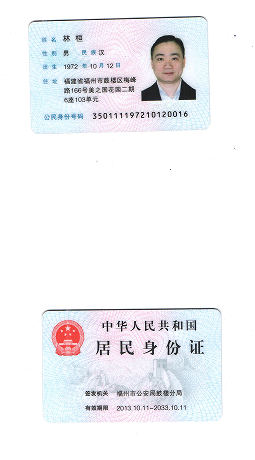 姓名 林桓
性别 男 民族 汉
出生 1972 年 10 月 12 日
住址 福建省福州市鼓楼区梅峰
路166号美之国花园二期
6座103单元
公民身份号码 350111197210120016
中华人民共和国
居民身份证
签发机关 福州市公安局鼓楼分局
有效期限 2013.10.11-2033.10.11